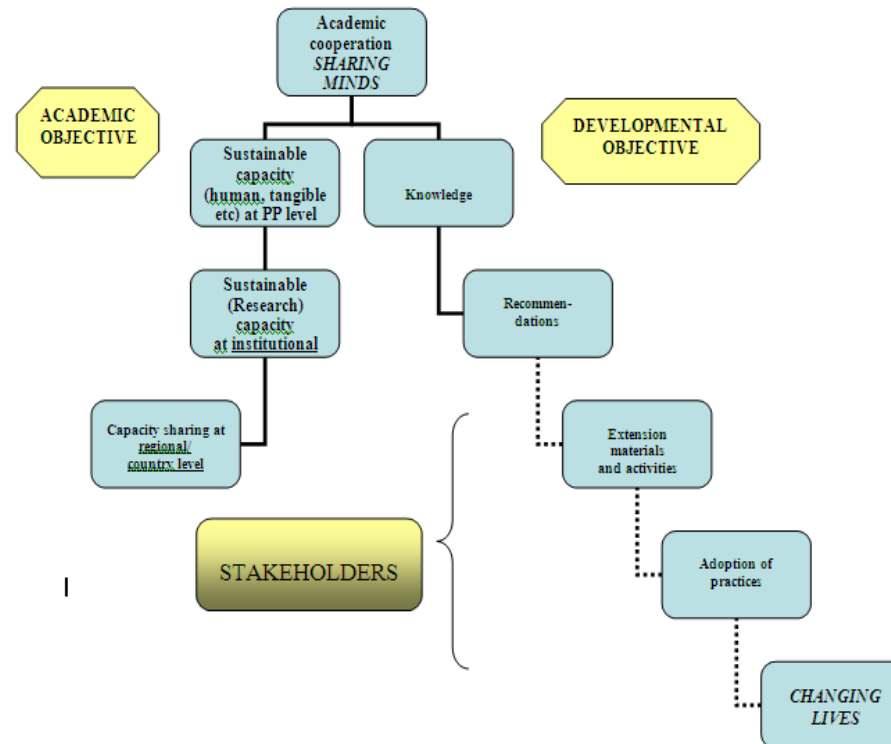 Academic
cooperation
SHARING
MINDS
ACADEMIC
OBJECTIVE
DEVELOPMENTAL
OBJECTIVE
Sustainable
capacity
(human, tangible
etc) at PP level
Knowledge
Sustainable
(Research)
capacity
at institutional
Recommen-
dations
Capacity sharing at
regional/
country level
Extension
materials
and activities
STAKEHOLDERS
Adoption of
practices
CHANGING
LIVES